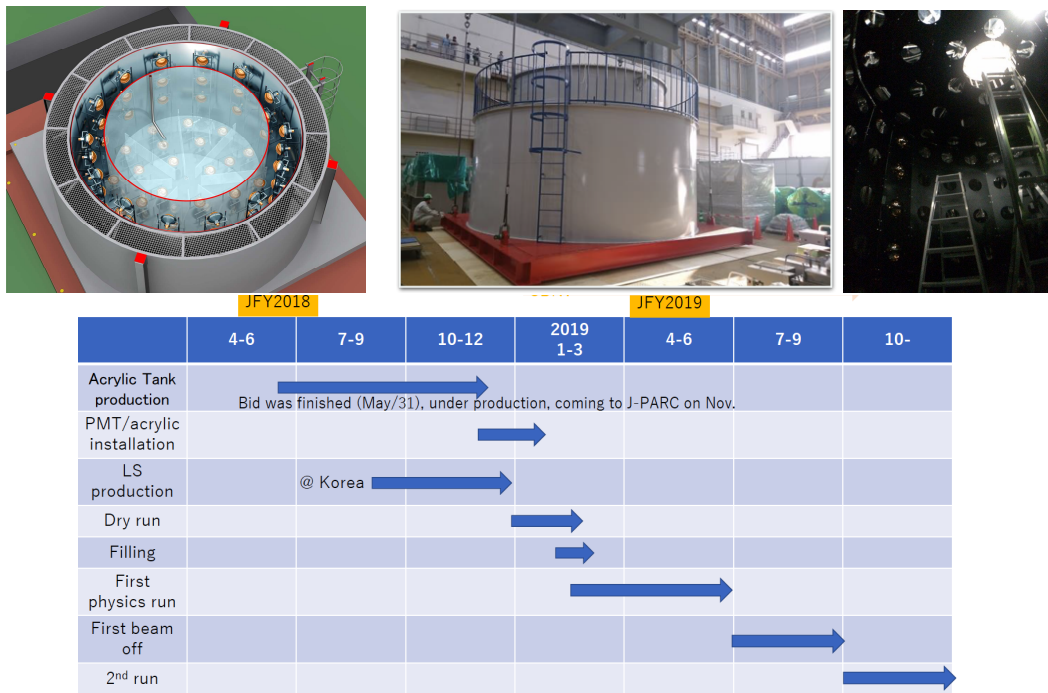 JFY2018
JFY2019
4-6
7-9
10-12
2019
1-3
4-6
7-9
10-
Acrylic Tank
production
Bid was finished (May/31), under production, coming to J-PARC on Nov.
PMT/acrylic
installation
LS
production
@ Korea
Dry run
Filling
First
physics run
First beam
off
2nd run